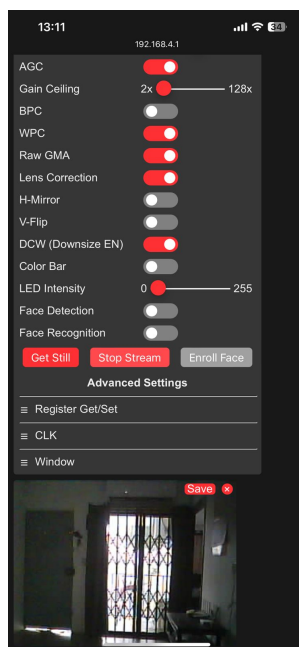 13:11 34
192.168.4.1
AGC
Gain Ceiling 2x 128x
BPC
WPC
Raw GMA
Lens Correction
H-Mirror
V-Flip
DCW (Downsize EN)
Color Bar
LED Intensity 0 255
Face Detection
Face Recognition
Get Still Stop Stream Enroll Face
Advanced Settings
Register Get/Set
CLK
Window
Save